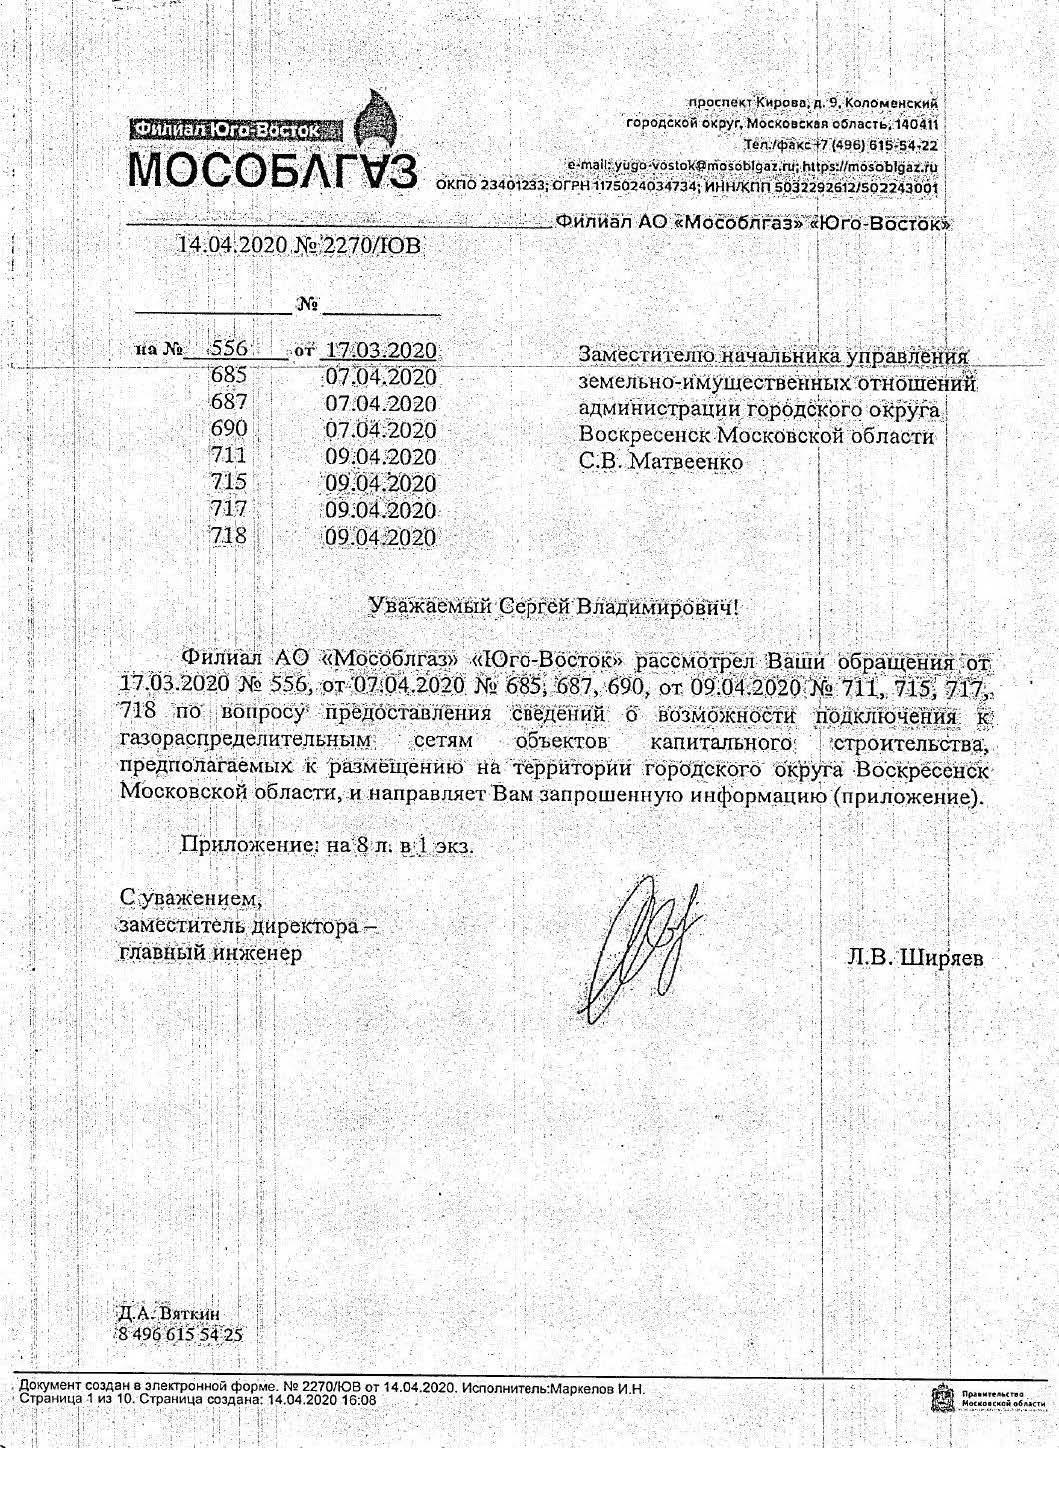 Филиал Юго-Восток
МОСОБЛГАЗ
проспект Кирова, д. 9, Коломенский
городской округ, Московская область, 140411
Тел./факс +7 (496) 615-54-22
e-mail: yugo-vostok@mosoblgaz.ru; https://mosoblgaz.ru
ОКПО 23401233; ОГРН 1175024034734; ИНН/КПП 5032292612/502243001
Филиал АО «Мособлгаз» «Юго-Восток»
14.04.2020 № 2270/ЮВ
№
на № 556 от 17.03.2020
685 07.04.2020
687 07.04.2020
690 07.04.2020
711 09.04.2020
715 09.04.2020
717 09.04.2020
718 09.04.2020
Заместителю начальника управления
земельно-имущественных отношений
администрации городского округа
Воскресенск Московской области
С.В. Матвеенко
Уважаемый Сергей Владимирович!
Филиал АО «Мособлгаз» «Юго-Восток» рассмотрел Ваши обращения от
17.03.2020 № 556, от 07.04.2020 № 685, 687, 690, от 09.04.2020 № 711, 715, 717,
718 по вопросу предоставления сведений о возможности подключения к
газораспределительным сетям объектов капитального строительства,
предполагаемых к размещению на территории городского округа Воскресенск
Московской области, и направляет Вам запрошенную информацию (приложение).
Приложение: на 8 л. в 1 экз.
С уважением,
заместитель директора –
главный инженер
Л.В. Ширяев
Д.А. Вяткин
8 496 615 54 25
Документ создан в электронной форме. № 2270/ЮВ от 14.04.2020. Исполнитель:Маркелов И.Н.
Страница 1 из 10. Страница создана: 14.04.2020 16:08
Правительство
Московской области